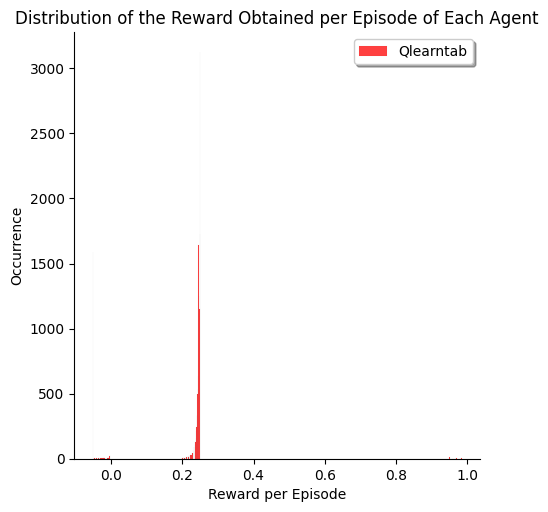 Distribution of the Reward Obtained per Episode of Each Agent
Qlearntab
3000
2500
2000
1500
1000
500
0
Occurrence
0.0 0.2 0.4 0.6 0.8 1.0
Reward per Episode